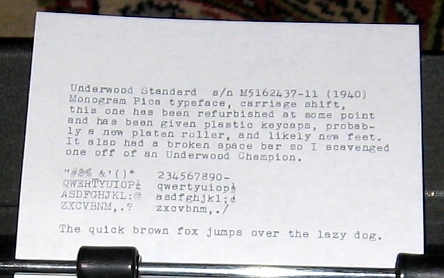 Underwood Standard  s/n M5162437-11 (1940)
Monogram Pica typeface, carriage shift,
this one has been refurbished at some point
and has been given plastic keycaps, probab-
ly a new platen roller, and likely new feet.
It also had a broken space bar so I scavenged
one off of an Underwood Champion.
"#$% &'()*   234567890-
QWERTYUIOP¼   qwertyuiop½
ASDFGHJKL:@   asdfghjkl;¢
ZXCVBNM,.?   zxcvbnm,./
The quick brown fox jumps over the lazy dog.